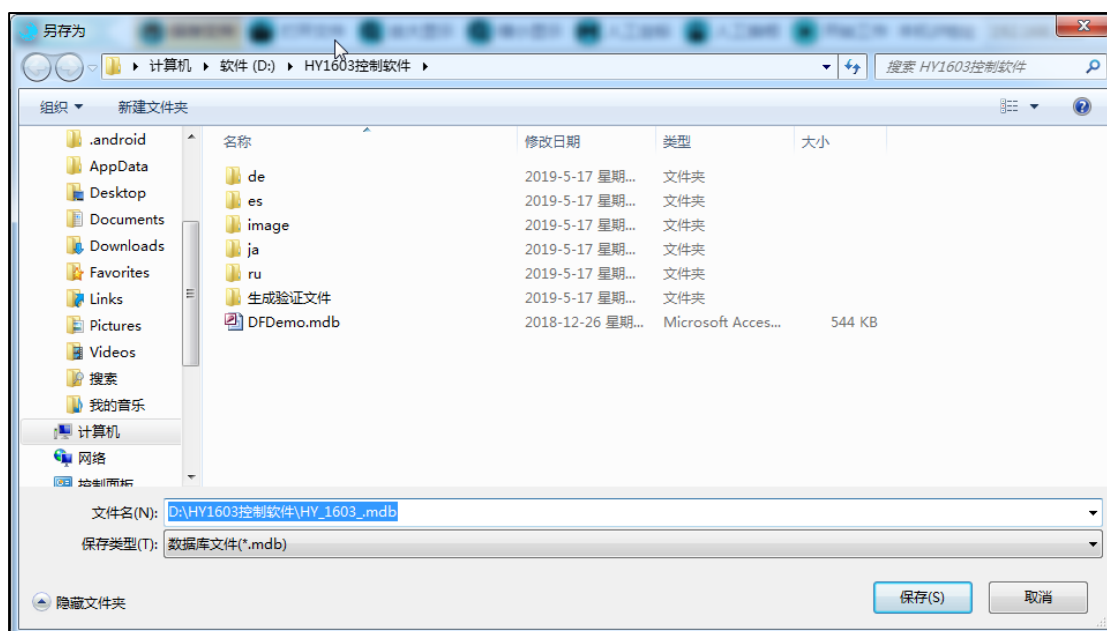 另存为
计算机 软件 (D:) HY1603控制软件
搜索 HY1603控制软件
组织 新建文件夹
.android
AppData
Desktop
Documents
Downloads
Favorites
Links
Pictures
Videos
搜索
我的音乐
计算机
网络
控制面板
名称 修改日期 类型 大小
de 2019-5-17 星期... 文件夹
es 2019-5-17 星期... 文件夹
image 2019-5-17 星期... 文件夹
ja 2019-5-17 星期... 文件夹
ru 2019-5-17 星期... 文件夹
生成验证文件 2019-5-17 星期... 文件夹
DFDemo.mdb 2018-12-26 星期... Microsoft Acces... 544 KB
文件名(N): D:\HY1603控制软件\HY_1603_.mdb
保存类型(T): 数据库文件(*.mdb)
隐藏文件夹 保存(S) 取消